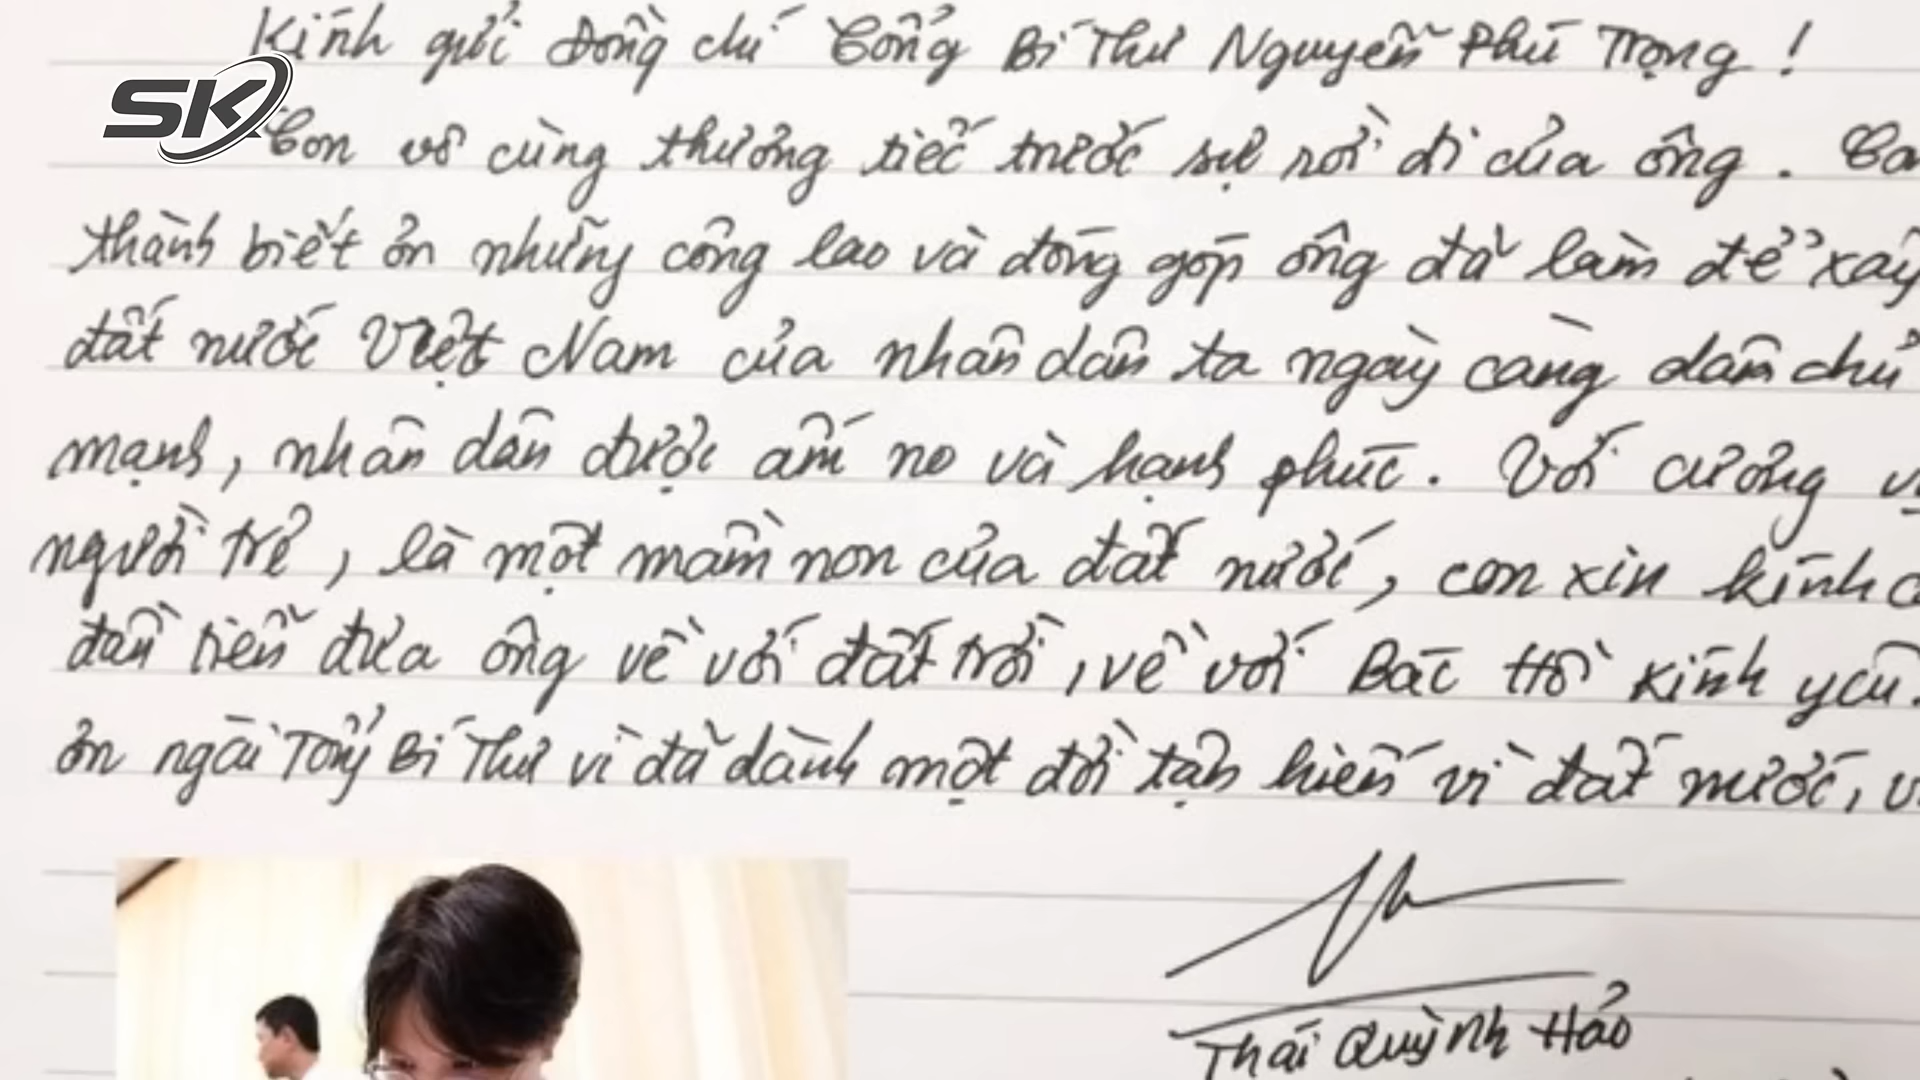 Kính gửi Đồng chí Tổng Bí Thư Nguyễn Phú Trọng !
SK
Con vô cùng thương tiếc trước sự rời đi của ông .
thành biết ơn những công lao và đóng góp ông đã làm để xây
đất nước Việt Nam của nhân dân ta ngày càng dân chủ
mạnh, nhân dân được ấm no và hạnh phúc. Với cương vị
người trẻ, là một mầm non của đất nước, con xin kính
đần tiễn đưa ông về với đất trời, về với Bác Hồ kính yêu.
ơn ngài Tổng Bí Thư vì đã dành một đời tận hiến vì đất nước,
Thái Quỳnh Hảo